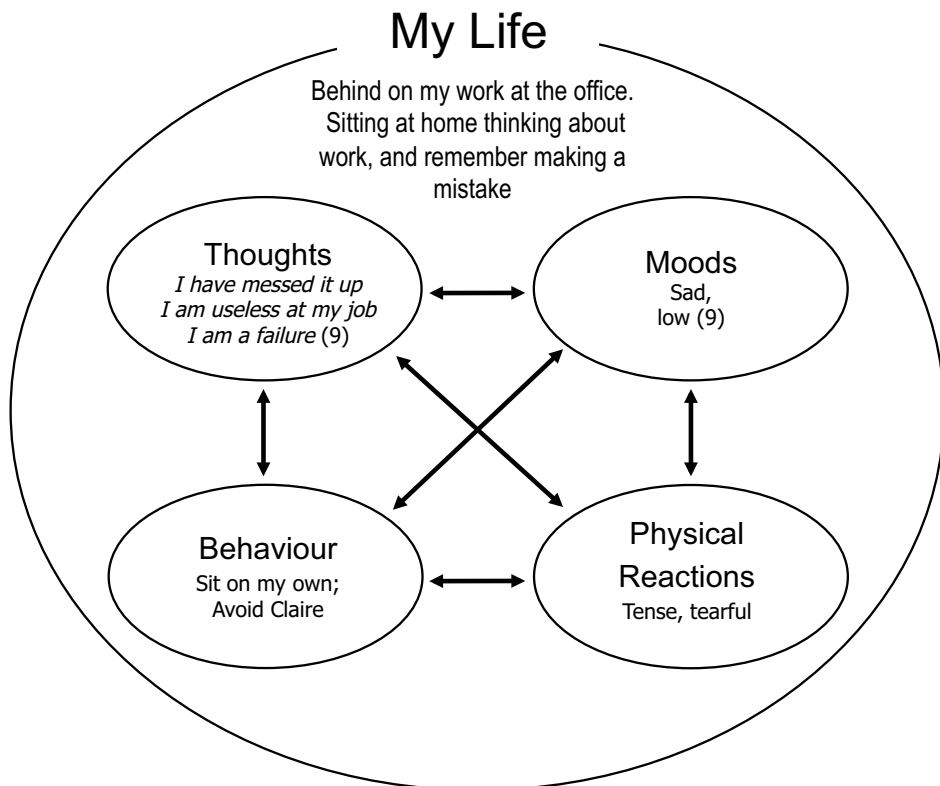 My Life
Behind on my work at the office.
Sitting at home thinking about
work, and remember making a
mistake
Thoughts
I have messed it up
I am useless at my job
I am a failure (9)
Moods
Sad,
low (9)
Behaviour
Sit on my own;
Avoid Claire
Physical
Reactions
Tense, tearful